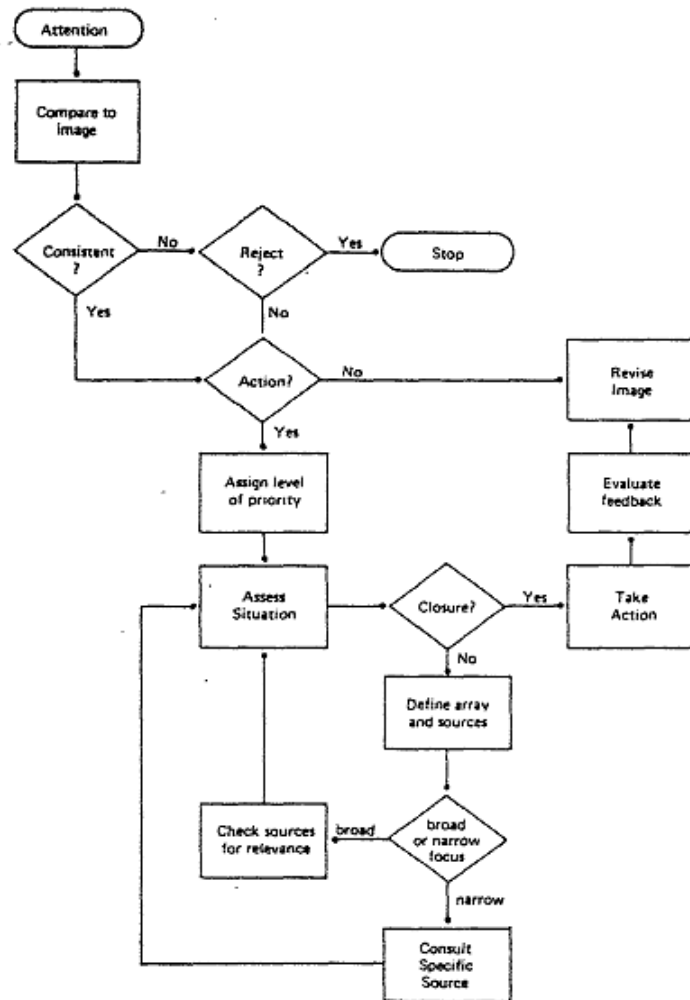 Attention
Compare to
Image
Consistent
?
No
Reject
?
Yes
Stop
Yes
No
Action?
No
Revise
Image
Yes
Assign level
of priority
Evaluate
feedback
Assess
Situation
Closure?
Yes
Take
Action
No
Define array
and sources
Check sources
for relevance
broad
broad
or narrow
focus
narrow
Consult
Specific
Source